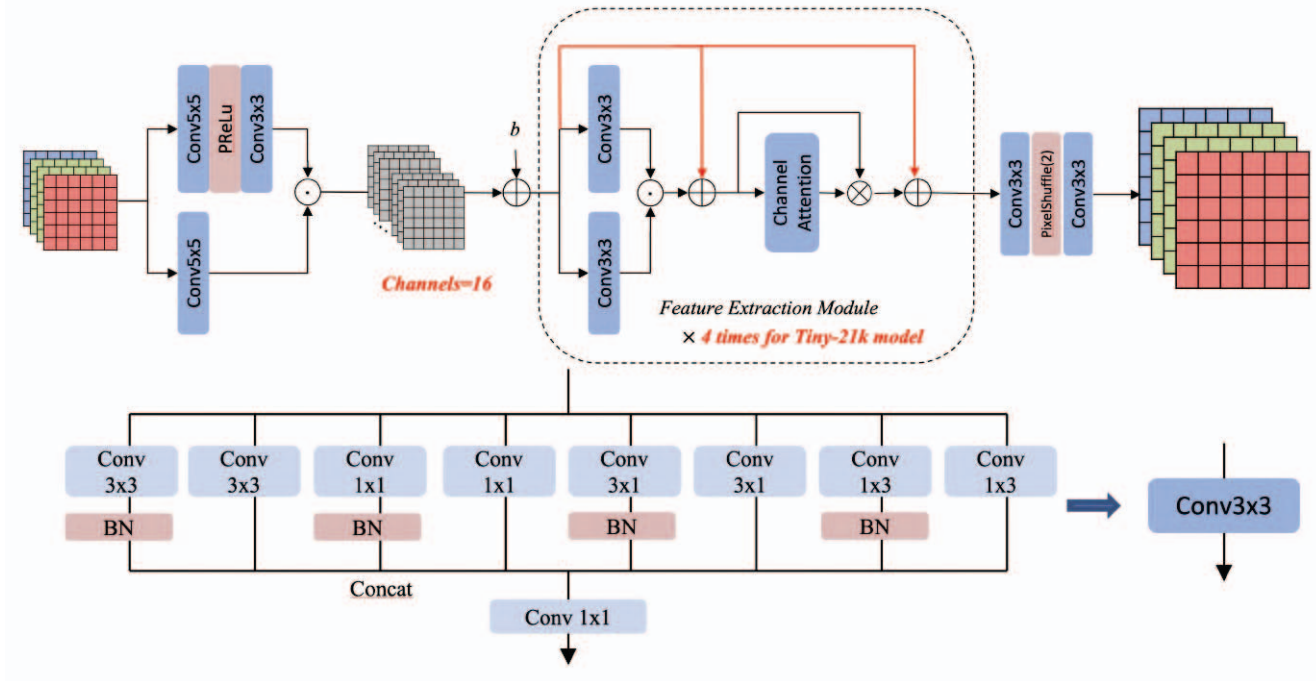 Conv5x5
PReLu
Conv3x3
Conv5x5
Channels=16
b
Conv3x3
Conv3x3
Channel
Attention
Feature Extraction Module
× 4 times for Tiny-21k model
Conv3x3
PixelShuffle(2)
Conv3x3
Conv
3x3
BN
Conv
3x3
Conv
1x1
BN
Conv
1x1
Conv
3x1
BN
Conv
3x1
Conv
1x3
BN
Conv
1x3
Concat
Conv 1x1
Conv3x3